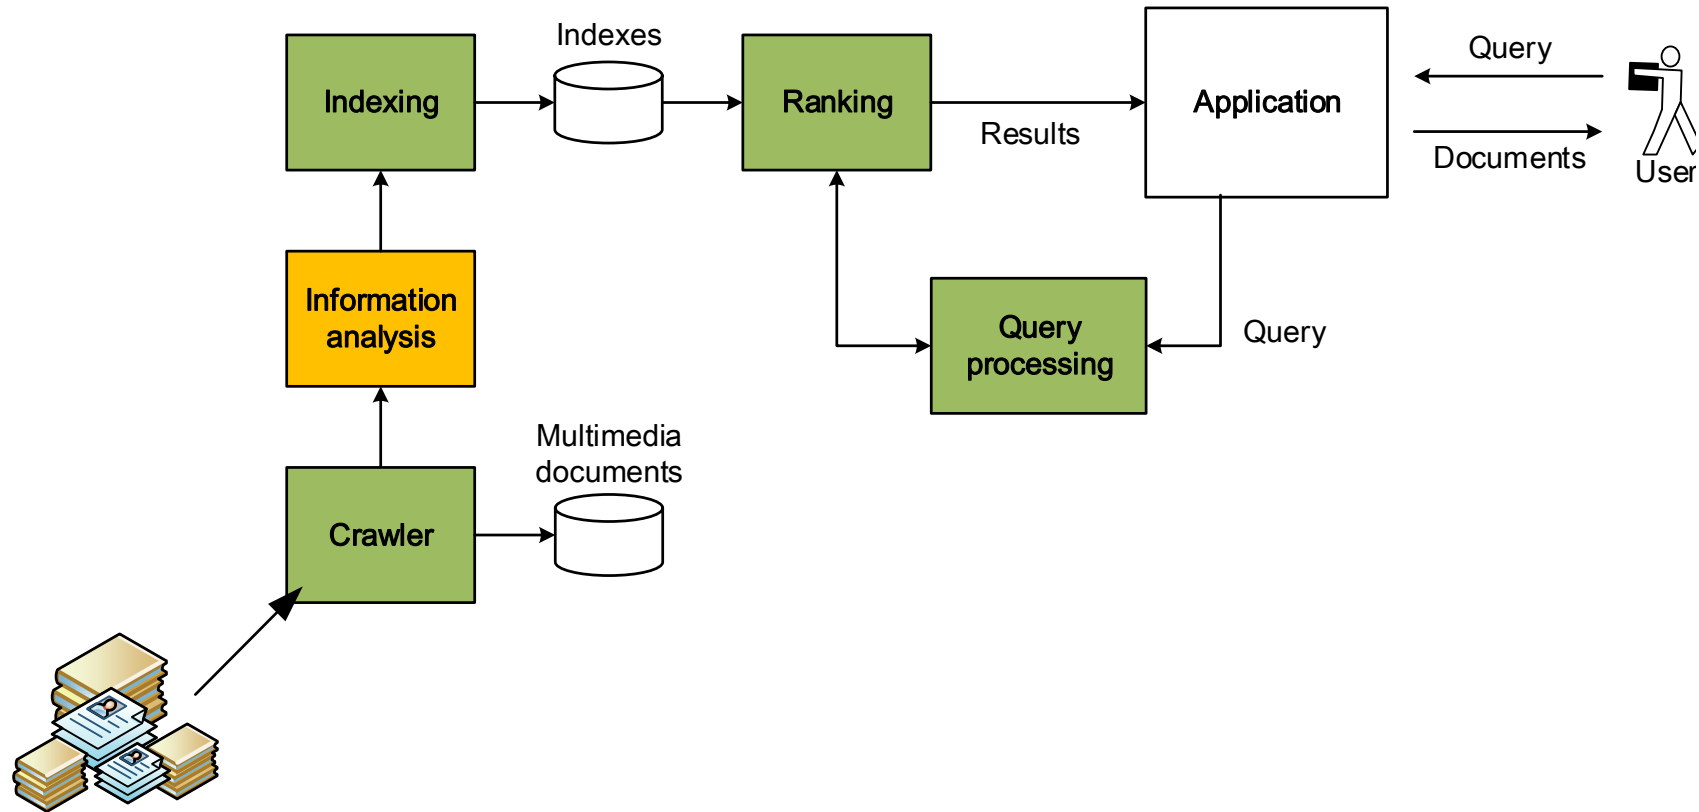 Indexes
Indexing
Ranking
Results
Application
Query
Documents
User
Information
analysis
Query
processing
Query
Multimedia
documents
Crawler